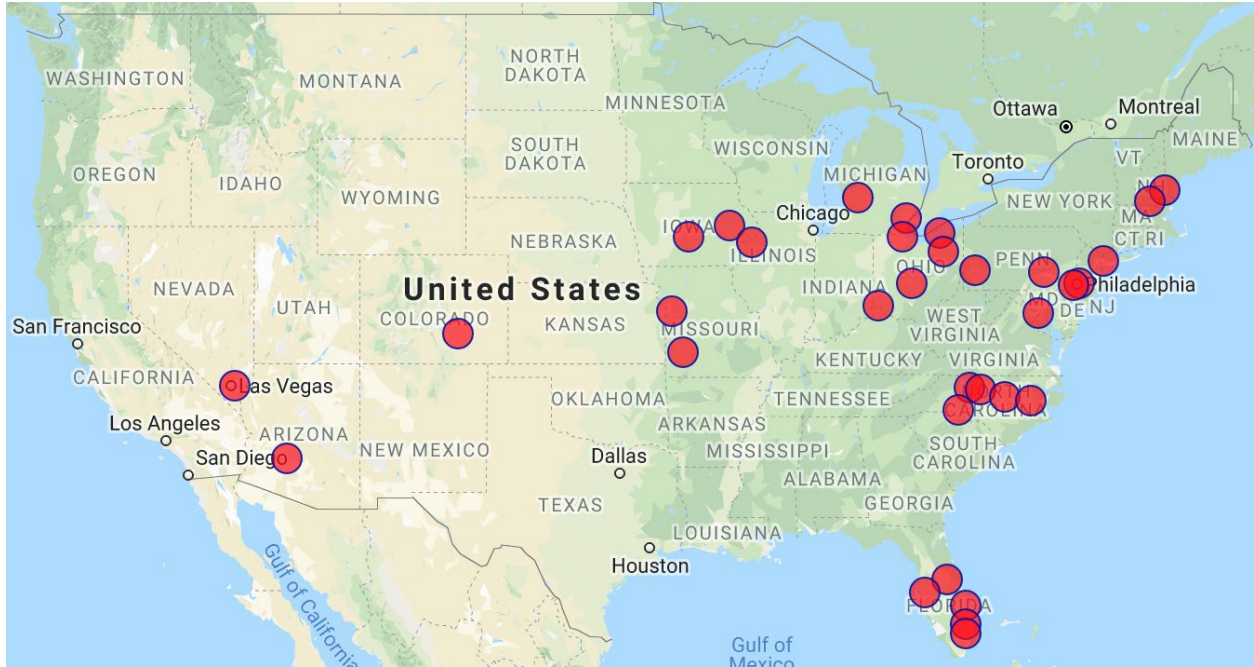 WASHINGTON
MONTANA
NORTH
DAKOTA
MINNESOTA
Ottawa
Montreal
MAINE
VT
OREGON
IDAHO
SOUTH
DAKOTA
WISCONSIN
MICHIGAN
Toronto
WYOMING
NEW YORK
MA
CT RI
Chicago
IOWA
NEBRASKA
ILLINOIS
OHIO
PENN
NEVADA
United States
INDIANA
Philadelphia
MD
DE NJ
UTAH
COLORADO
KANSAS
MISSOURI
WEST
VIRGINIA
San Francisco
KENTUCKY
VIRGINIA
CALIFORNIA
Las Vegas
OKLAHOMA
TENNESSEE
CAROLINA
Los Angeles
ARIZONA
NEW MEXICO
ARKANSAS
San Diego
Dallas
MISSISSIPPI
SOUTH
CAROLINA
ALABAMA
TEXAS
GEORGIA
LOUISIANA
Houston
Gulf of California
FLORIDA
Gulf of
Mexico